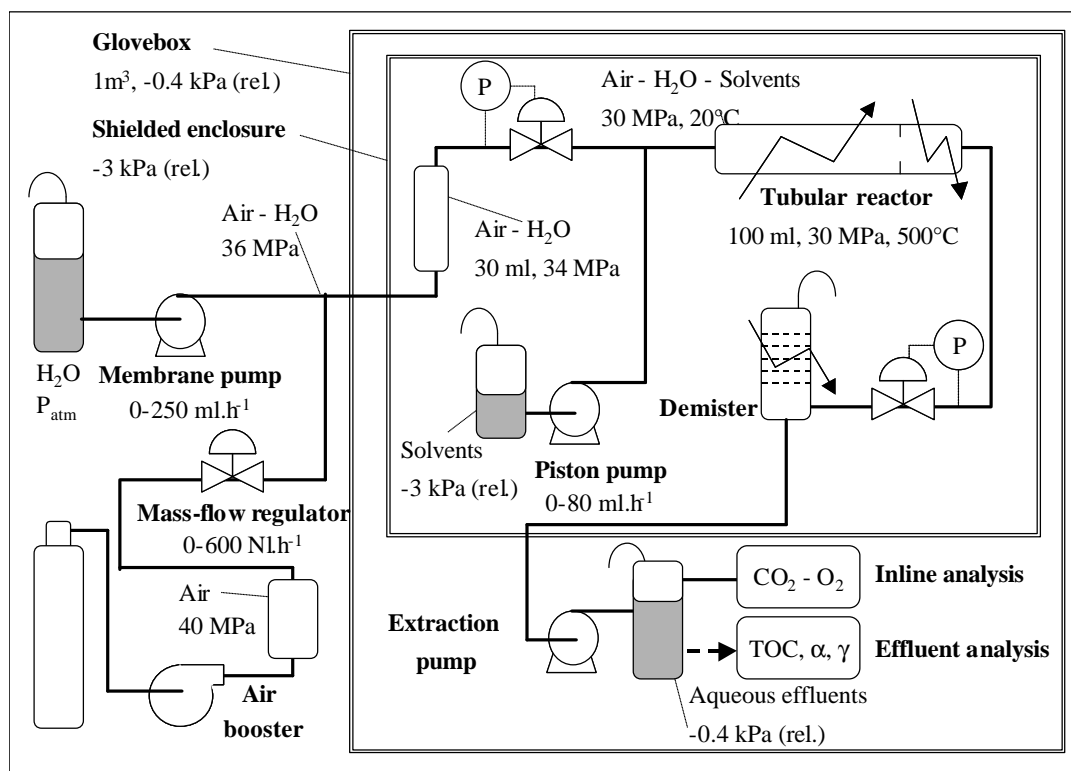 Glovebox
1m³, -0.4 kPa (rel.)
Shielded enclosure
-3 kPa (rel.)
Air - H₂O
36 MPa
P
Air - H₂O - Solvents
30 MPa, 20°C
Tubular reactor
100 ml, 30 MPa, 500°C
Air - H₂O
30 ml, 34 MPa
H₂O
Pₐₜₘ
Membrane pump
0-250 ml.h⁻¹
Solvents
-3 kPa (rel.)
Piston pump
0-80 ml.h⁻¹
Demister
P
Mass-flow regulator
0-600 Nl.h⁻¹
Air
40 MPa
Air
booster
Extraction
pump
CO₂ - O₂
Inline analysis
TOC, α, γ
Effluent analysis
Aqueous effluents
-0.4 kPa (rel.)